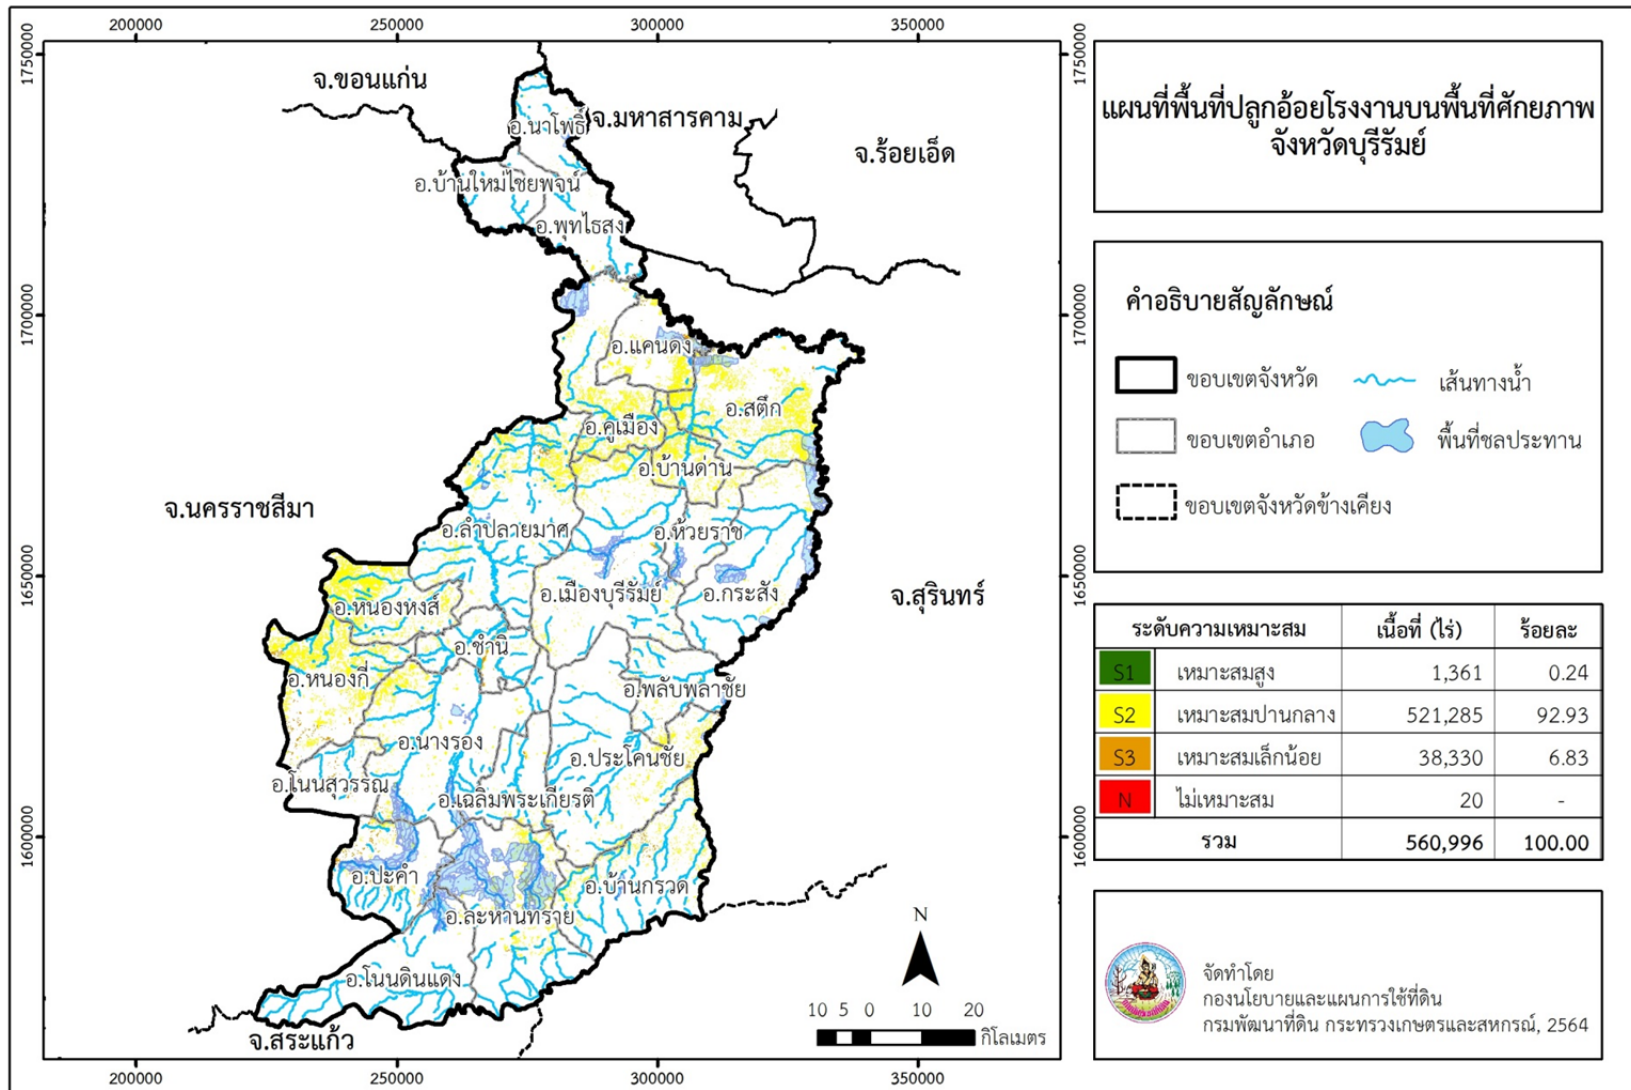 200000 250000 300000 350000
1750000 1700000 1650000 1600000
จ.ขอนแก่น
จ.มหาสารคาม
จ.ร้อยเอ็ด
อ.นาโพธิ์
อ.บ้านใหม่ไชยพจน์
อ.พุทไธสง
อ.แคนดง
อ.สตึก
อ.คูเมือง
อ.บ้านด่าน
จ.นครราชสีมา
อ.ลำปลายมาศ
อ.ห้วยราช
อ.เมืองบุรีรัมย์
อ.กระสัง
จ.สุรินทร์
อ.หนองหงส์
อ.ชำนิ
อ.หนองกี่
อ.พลับพลาชัย
อ.นางรอง
อ.ประโคนชัย
อ.โนนสุวรรณ
อ.เฉลิมพระเกียรติ
อ.ปะคำ
อ.บ้านกรวด
อ.ละหานทราย
อ.โนนดินแดง
จ.สระแก้ว
N
10 5 0 10 20
กิโลเมตร
200000 250000 300000 350000
1750000 1700000 1650000 1600000
แผนที่พื้นที่ปลูกอ้อยโรงงานบนพื้นที่ศักยภาพ
จังหวัดบุรีรัมย์
คำอธิบายสัญลักษณ์
ขอบเขตจังหวัด เส้นทางน้ำ
ขอบเขตอำเภอ พื้นที่ชลประทาน
ขอบเขตจังหวัดข้างเคียง
ระดับความเหมาะสม เนื้อที่ (ไร่) ร้อยละ
S1 เหมาะสมสูง 1,361 0.24
S2 เหมาะสมปานกลาง 521,285 92.93
S3 เหมาะสมเล็กน้อย 38,330 6.83
N ไม่เหมาะสม 20 -
รวม 560,996 100.00
จัดทำโดย
กองนโยบายและแผนการใช้ที่ดิน
กรมพัฒนาที่ดิน กระทรวงเกษตรและสหกรณ์, 2564